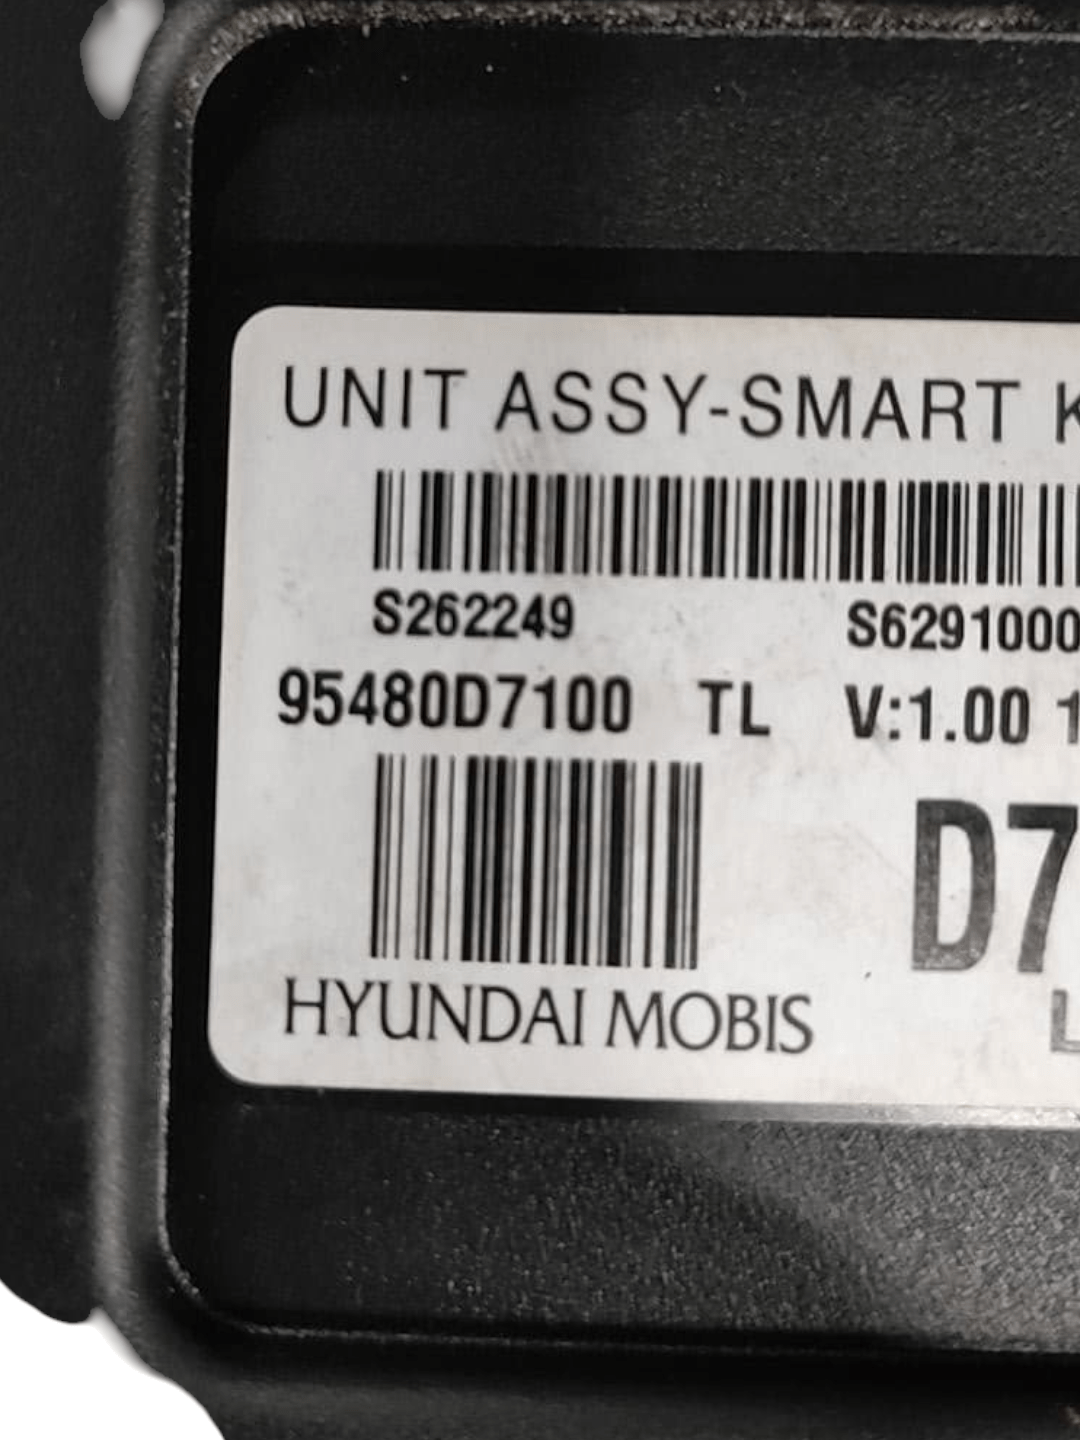 UNIT ASSY-SMART K
S262249 S6291000
95480D7100 TL V:1.00 1
D7
HYUNDAI MOBIS
L